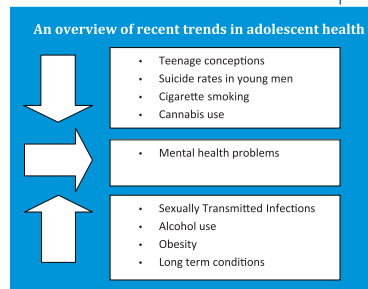 An overview of recent trends in adolescent health
• Teenage conceptions
• Suicide rates in young men
• Cigarette smoking
• Cannabis use
• Mental health problems
• Sexually Transmitted Infections
• Alcohol use
• Obesity
• Long term conditions